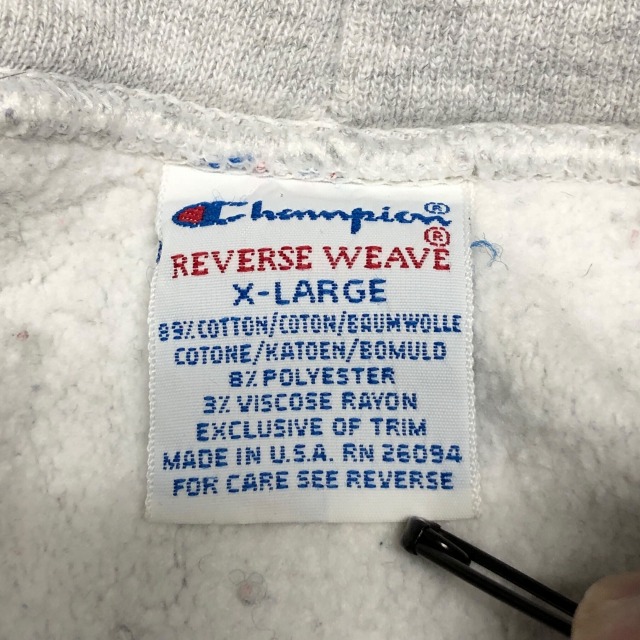 Champion®
REVERSE WEAVE®
X-LARGE
89% COTTON/COTON/BAUMWOLLE
COTONE/KATOEN/BOMULD
8% POLYESTER
3% VISCOSE RAYON
EXCLUSIVE OF TRIM
MADE IN U.S.A. RN 26094
FOR CARE SEE REVERSE